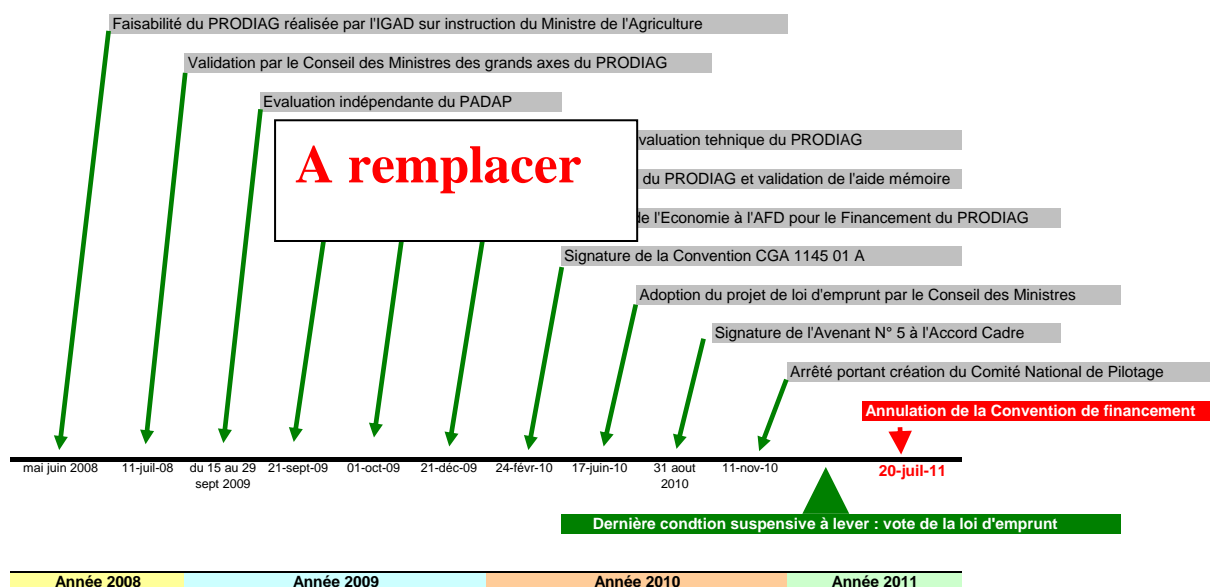 Faisabilité du PRODIAG réalisée par l'IGAD sur instruction du Ministre de l'Agriculture
Validation par le Conseil des Ministres des grands axes du PRODIAG
Evaluation indépendante du PADAP
valuation tehnique du PRODIAG
A remplacer
du PRODIAG et validation de l'aide mémoire
de l'Economie à l'AFD pour le Financement du PRODIAG
Signature de la Convention CGA 1145 01 A
Adoption du projet de loi d'emprunt par le Conseil des Ministres
Signature de l'Avenant N° 5 à l'Accord Cadre
Arrêté portant création du Comité National de Pilotage
Annulation de la Convention de financement
mai juin 2008 11-juil-08 du 15 au 29 21-sept-09 01-oct-09 21-déc-09 24-févr-10 17-juin-10 31 aout 11-nov-10 20-juil-11
sept 2009 2010
Dernière condtion suspensive à lever : vote de la loi d'emprunt
Année 2008 Année 2009 Année 2010 Année 2011